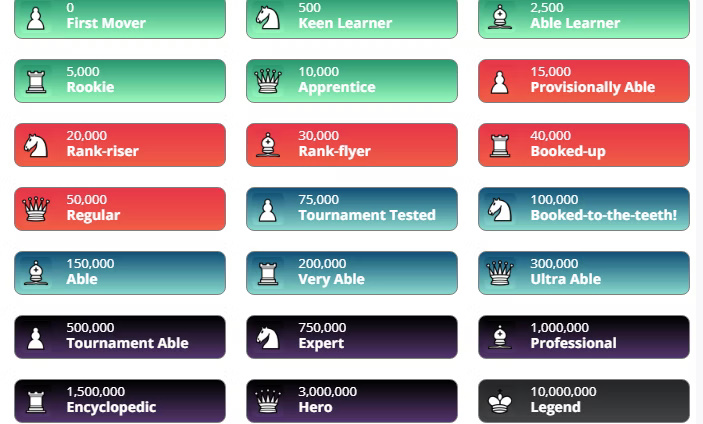 0
First Mover
500
Keen Learner
2,500
Able Learner
5,000
Rookie
10,000
Apprentice
15,000
Provisionally Able
20,000
Rank-riser
30,000
Rank-flyer
40,000
Booked-up
50,000
Regular
75,000
Tournament Tested
100,000
Booked-to-the-teeth!
150,000
Able
200,000
Very Able
300,000
Ultra Able
500,000
Tournament Able
750,000
Expert
1,000,000
Professional
1,500,000
Encyclopedic
3,000,000
Hero
10,000,000
Legend